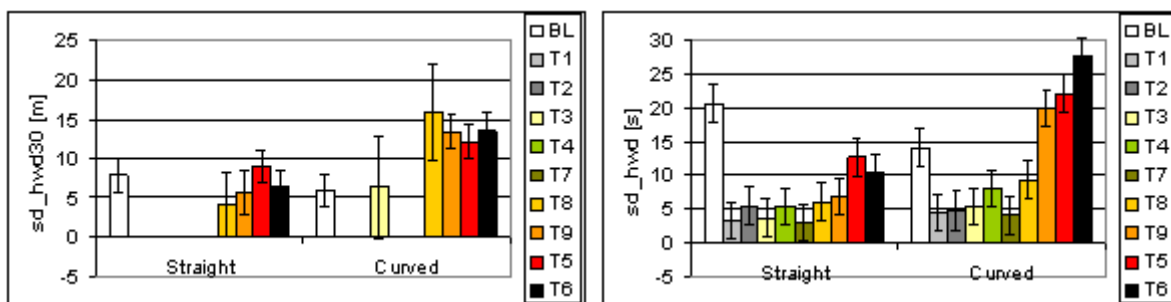 sd_hwd30 [m]
25
20
15
10
5
0
-5
Straight
Curved
BL
T1
T2
T3
T4
T7
T8
T9
T5
T6
sd_hwd [s]
30
25
20
15
10
5
0
-5
Straight
Curved
BL
T1
T2
T3
T4
T7
T8
T9
T5
T6